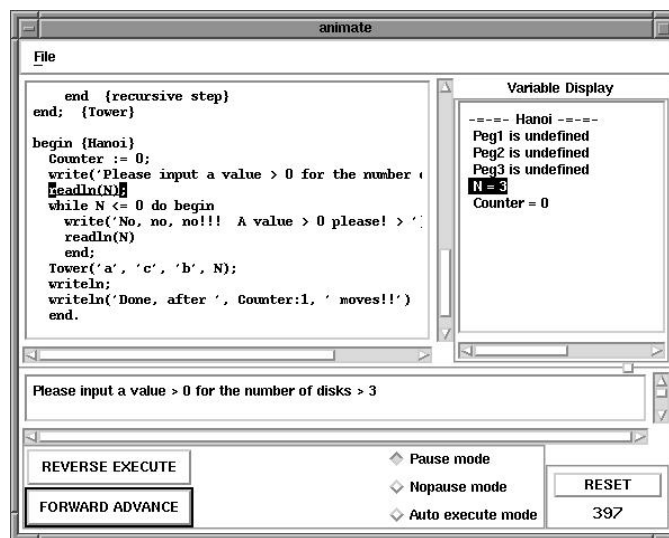 animate
File
end {recursive step}
end; {Tower}
begin {Hanoi}
Counter := 0;
write('Please input a value > 0 for the number
readln(N);
while N <= 0 do begin
write('No, no, no!!! A value > 0 please! > '
readln(N)
end;
Tower('a', 'c', 'b', N);
writeln;
writeln('Done, after ', Counter:1, ' moves!!')
end.
Variable Display
-=-=- Hanoi -=-=-
Peg1 is undefined
Peg2 is undefined
Peg3 is undefined
N = 3
Counter = 0
Please input a value > 0 for the number of disks > 3
REVERSE EXECUTE
FORWARD ADVANCE
Pause mode
Nopause mode
Auto execute mode
RESET
397